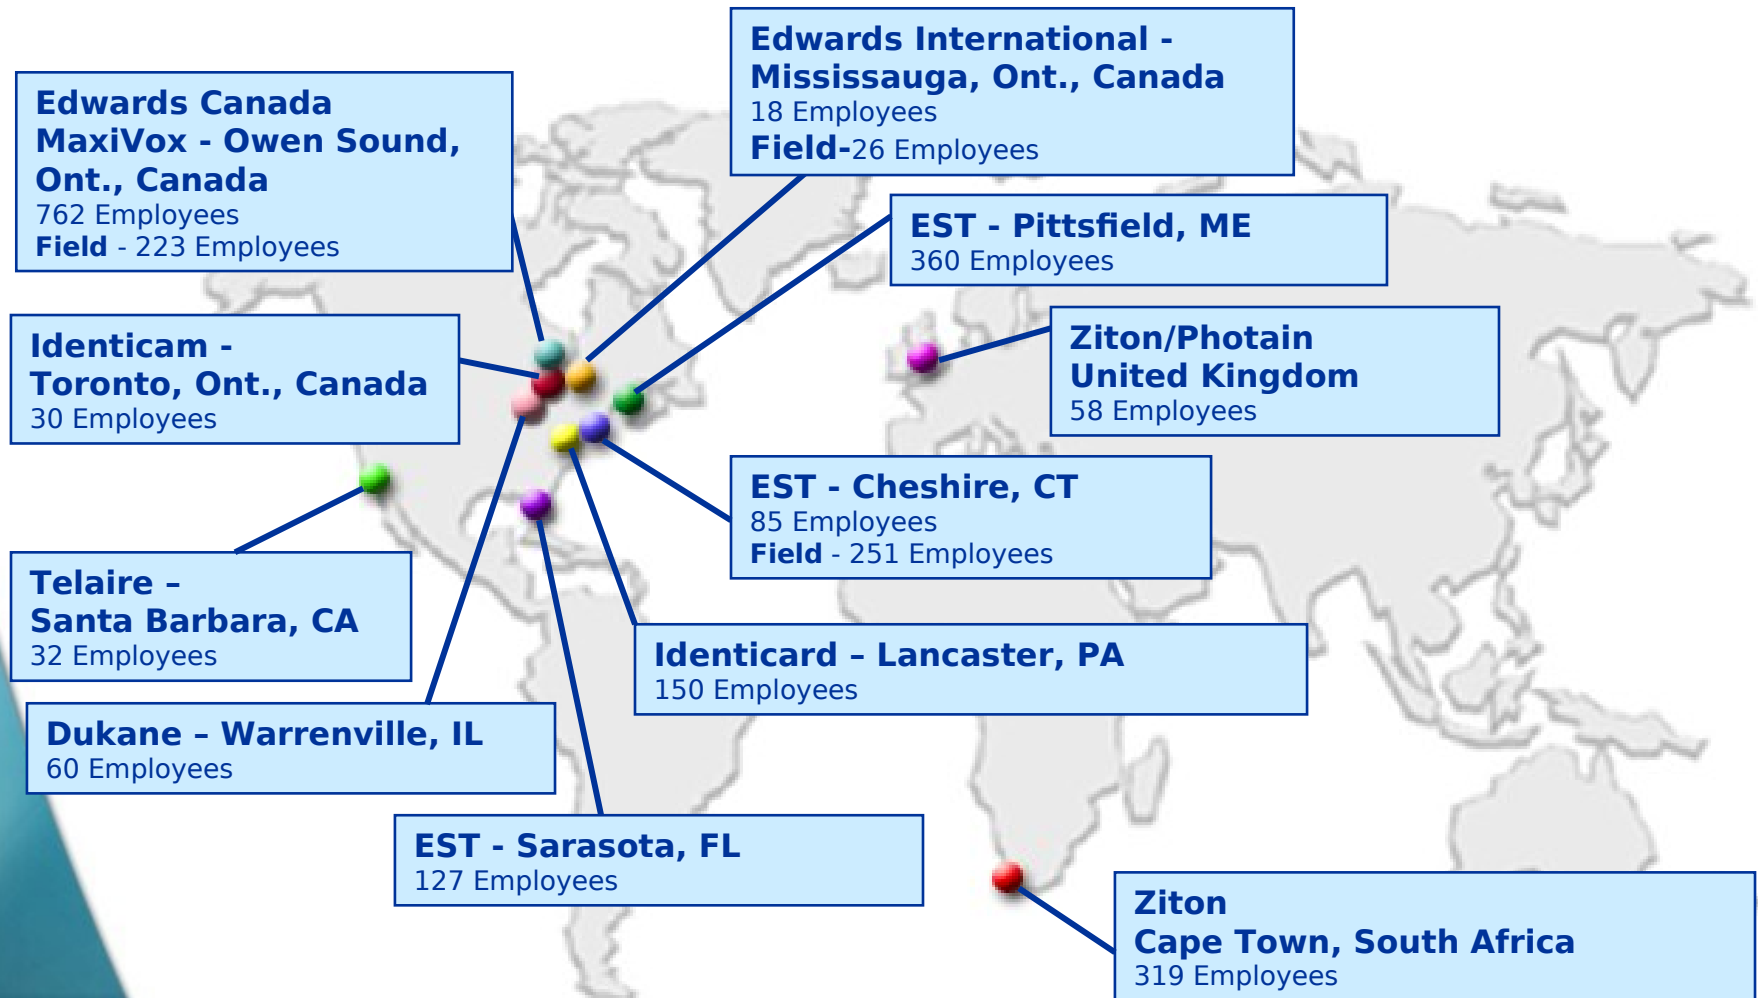 Edwards International -
Mississauga, Ont., Canada
18 Employees
Field-26 Employees
Edwards Canada
MaxiVox - Owen Sound,
Ont., Canada
762 Employees
Field - 223 Employees
EST - Pittsfield, ME
360 Employees
Identicam -
Toronto, Ont., Canada
30 Employees
Ziton/Photain
United Kingdom
58 Employees
EST - Cheshire, CT
85 Employees
Field - 251 Employees
Telaire –
Santa Barbara, CA
32 Employees
Identicard – Lancaster, PA
150 Employees
Dukane – Warrenville, IL
60 Employees
EST - Sarasota, FL
127 Employees
Ziton
Cape Town, South Africa
319 Employees